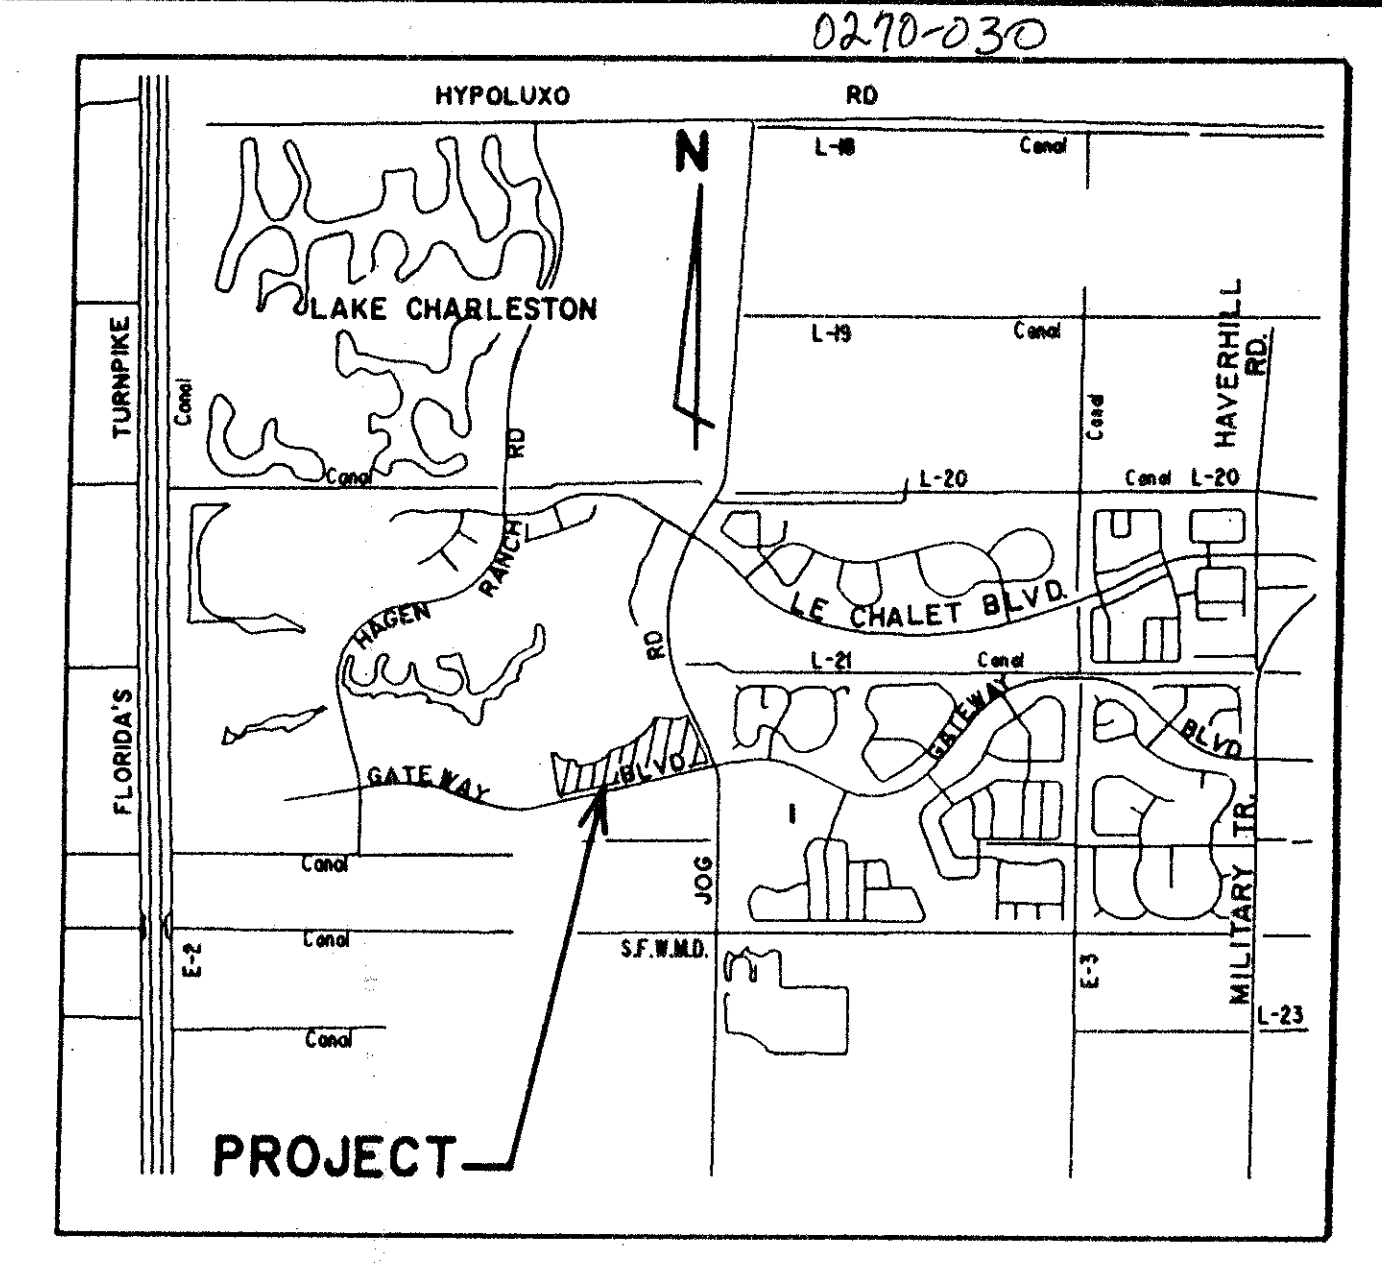 0270-030
HYPOLUXO RD
N
L-18 Canal
LAKE CHARLESTON
L-19 Canal
HAVERHILL RD.
TURNPIKE
Canal
Canal
RD
Canal
L-20
Canal L-20
HAGEN RANCH
LE CHALET BLVD.
RD
L-21 Canal
GATEWAY BLVD.
FLORIDA'S
GATEWAY BLVD
I
MILITARY TR.
Canal
JOG
Canal
S.F.W.M.D.
E-2
E-3
L-23
Canal
PROJECT